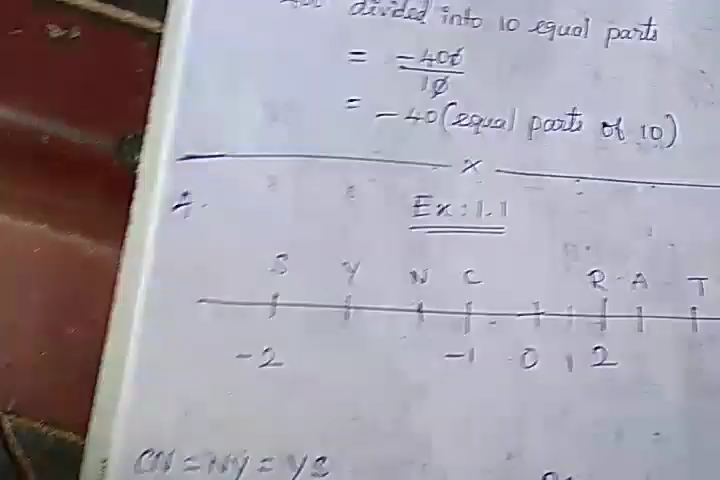 divided into 10 equal parts
= -400/10
= -40 (equal parts of 10)
x
Ex: 1.1
S Y N C R A T
-2 -1 0 1 2
CN = NY = YS